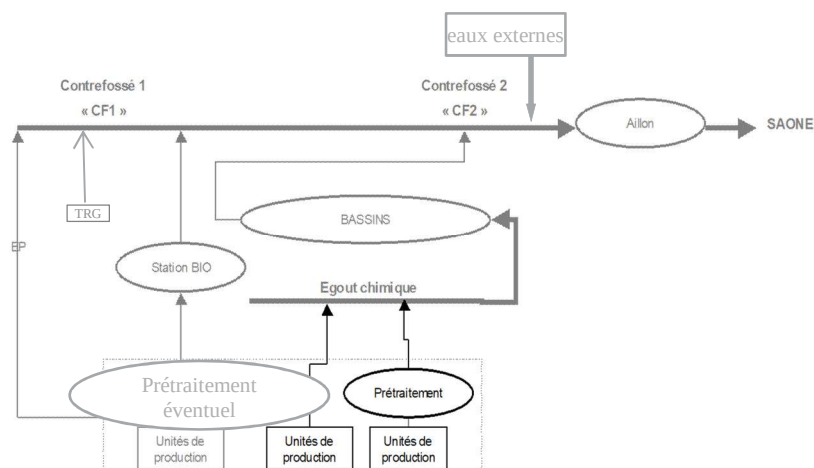 eaux externes
Contrefossé 1
« CF1 »
Contrefossé 2
« CF2 »
Aillon
SAONE
TRG
BASSINS
EP
Station BIO
Egout chimique
Prétraitement
éventuel
Prétraitement
Unités de
production
Unités de
production
Unités de
production